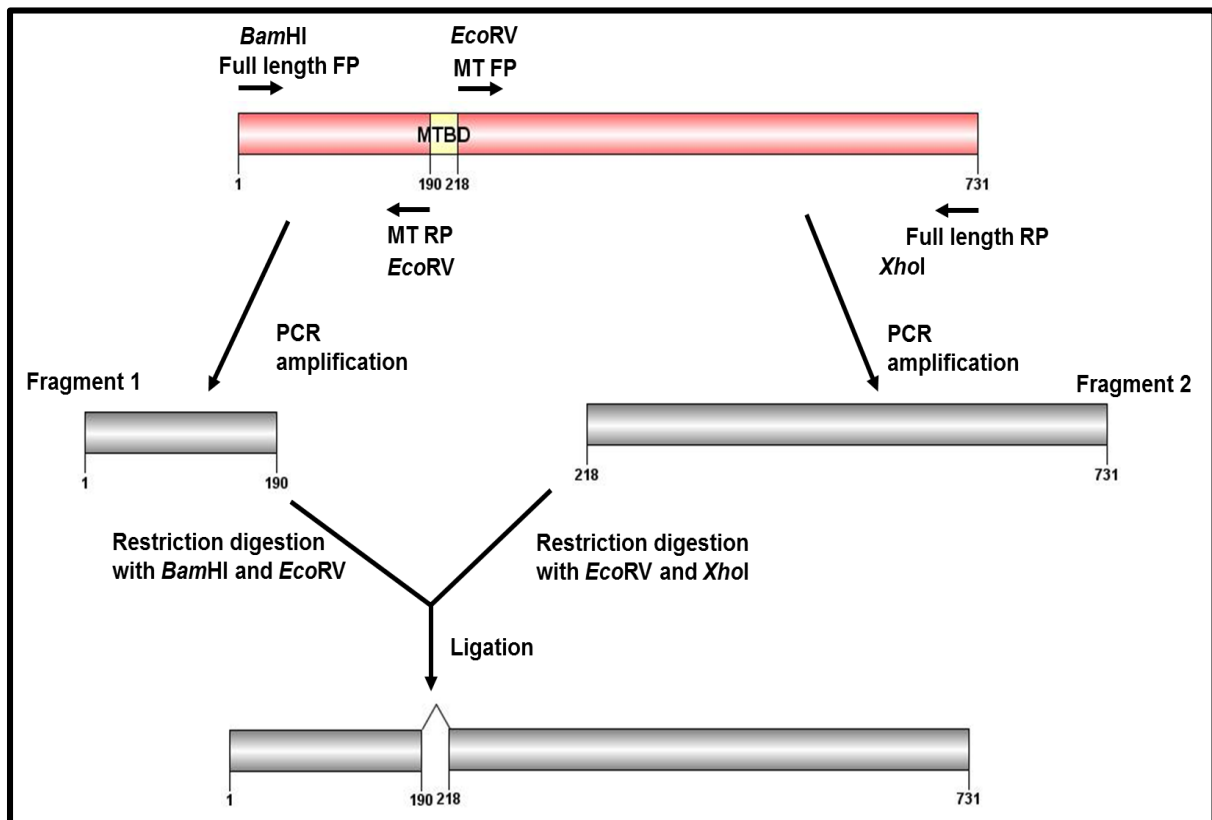 BamHI
Full length FP
EcoRV
MT FP
MTBD
1
190 218
731
MT RP
EcoRV
Full length RP
XhoI
PCR
amplification
PCR
amplification
Fragment 1
Fragment 2
1
190
218
731
Restriction digestion
with BamHI and EcoRV
Restriction digestion
with EcoRV and XhoI
Ligation
1
190 218
731